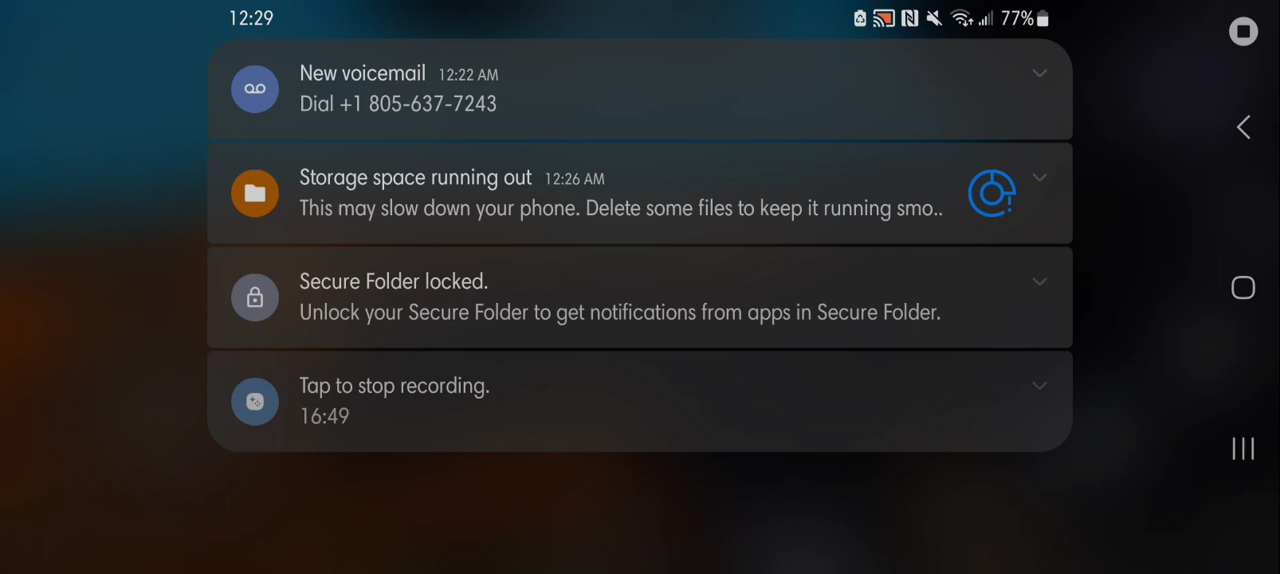 12:29
77%
New voicemail 12:22 AM
Dial +1 805-637-7243
Storage space running out 12:26 AM
This may slow down your phone. Delete some files to keep it running smo..
Secure Folder locked.
Unlock your Secure Folder to get notifications from apps in Secure Folder.
Tap to stop recording.
16:49